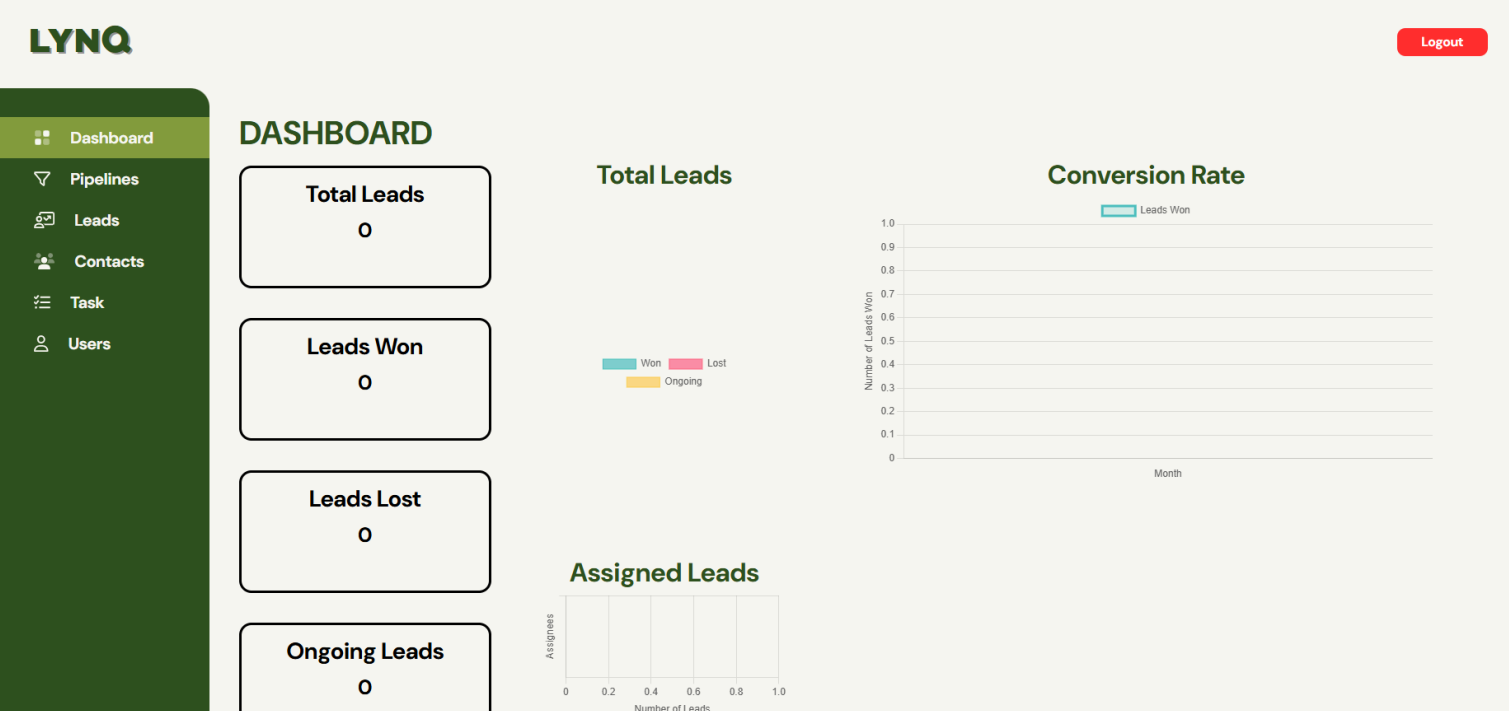 LYNQ
Logout
Dashboard
Pipelines
Leads
Contacts
Task
Users
DASHBOARD
Total Leads
0
Leads Won
0
Leads Lost
0
Ongoing Leads
0
Total Leads
Won Lost
Ongoing
Assigned Leads
Assignees
0 0.2 0.4 0.6 0.8 1.0
Number of Leads
Conversion Rate
Leads Won
Number of Leads Won
1.0
0.9
0.8
0.7
0.6
0.5
0.4
0.3
0.2
0.1
0
Month